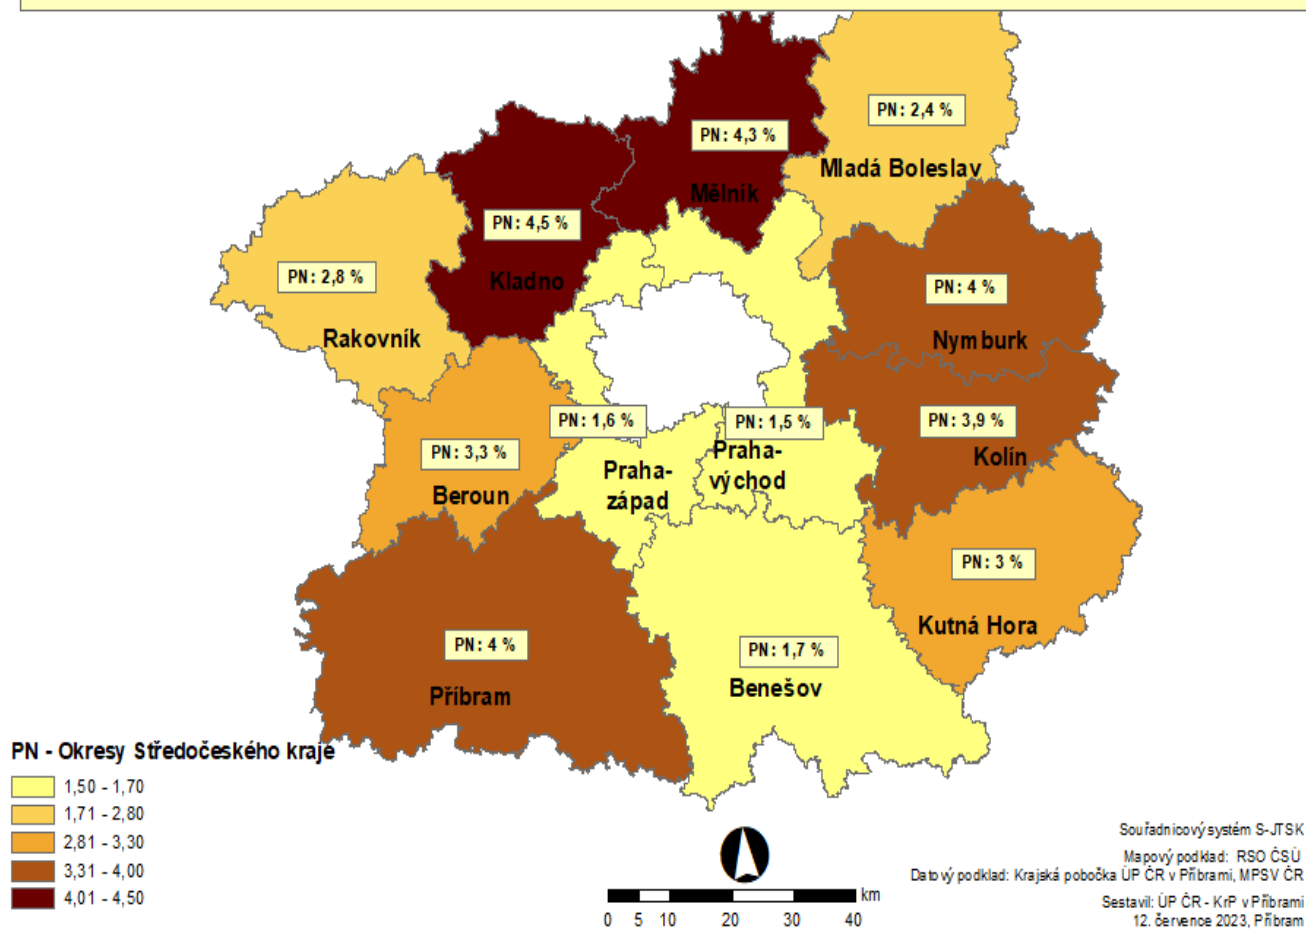 PN: 2,4 %
Mladá Boleslav
PN: 4,3 %
Mělník
PN: 4,5 %
Kladno
PN: 2,8 %
Rakovník
PN: 4 %
Nymburk
PN: 1,6 %
Praha-
západ
PN: 1,5 %
Praha-
východ
PN: 3,9 %
Kolín
PN: 3,3 %
Beroun
PN: 3 %
Kutná Hora
PN: 4 %
Příbram
PN: 1,7 %
Benešov
PN - Okresy Středočeského kraje
1,50 - 1,70
1,71 - 2,80
2,81 - 3,30
3,31 - 4,00
4,01 - 4,50
km
0 5 10 20 30 40
Souřadnicový systém S-JTSK
Mapový podklad: RSO ČSÚ
Datový podklad: Krajská pobočka ÚP ČR v Příbrami, MPSV ČR
Sestavil: ÚP ČR - KrP v Příbrami
12. července 2023, Příbram